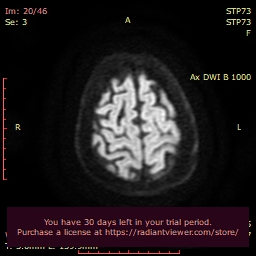 Im: 20/46
Se: 3
STP73
STP73
F
A
Ax DWI B 1000
R
L
You have 30 days left in your trial period.
Purchase a license at https://radiantviewer.com/store/